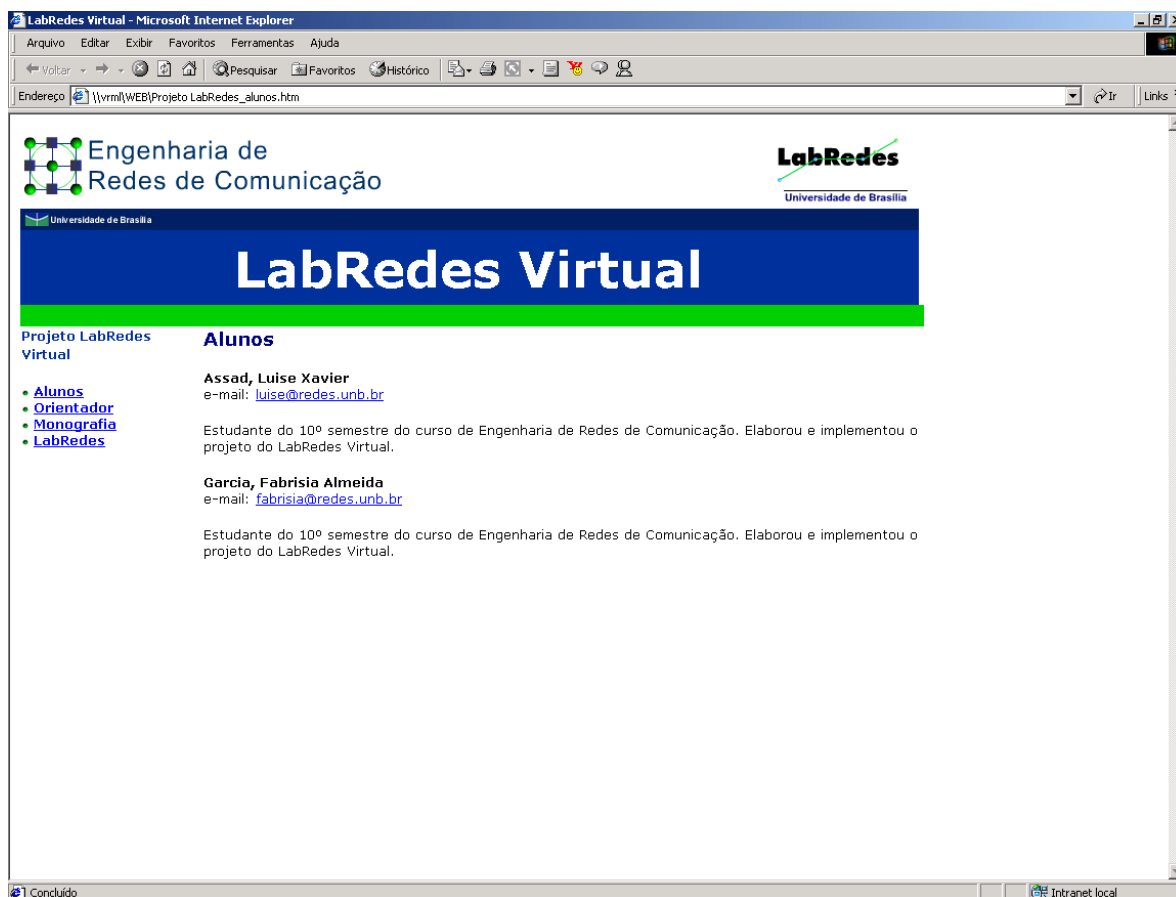 LabRedes Virtual - Microsoft Internet Explorer
Arquivo Editar Exibir Favoritos Ferramentas Ajuda
Voltar Pesquisar Favoritos Histórico
Endereço \\vrml\WEB\Projeto LabRedes_alunos.htm Ir Links
Engenharia de
Redes de Comunicação
LabRedes
Universidade de Brasília
Universidade de Brasília
LabRedes Virtual
Projeto LabRedes
Virtual
Alunos
Orientador
Monografia
LabRedes
Alunos
Assad, Luise Xavier
e-mail: luise@redes.unb.br
Estudante do 10º semestre do curso de Engenharia de Redes de Comunicação. Elaborou e implementou o
projeto do LabRedes Virtual.
Garcia, Fabrisia Almeida
e-mail: fabrisia@redes.unb.br
Estudante do 10º semestre do curso de Engenharia de Redes de Comunicação. Elaborou e implementou o
projeto do LabRedes Virtual.
Concluído Intranet local